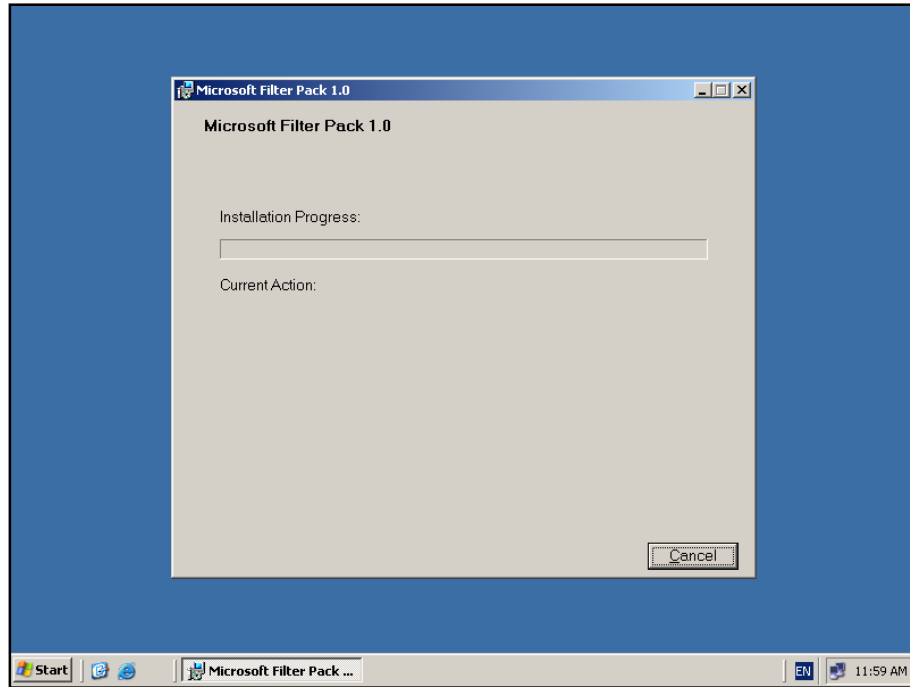 Microsoft Filter Pack 1.0
Microsoft Filter Pack 1.0
Installation Progress:
Current Action:
Cancel
Start
Microsoft Filter Pack ...
EN
11:59 AM